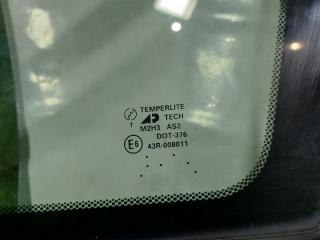 TEMPERLITE
T AP TECH
M2H3 AS2
DOT-376
E6 43R-008011